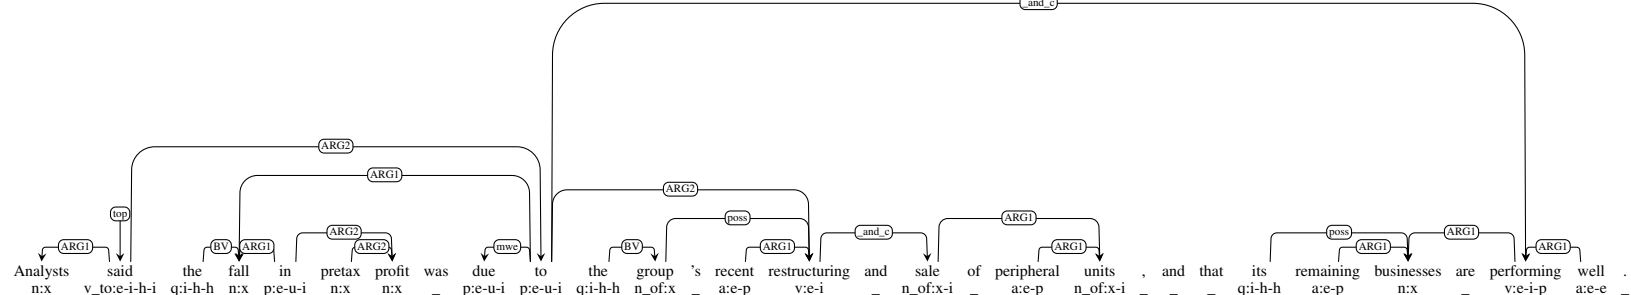 _and_c
ARG2
ARG1
ARG2
top poss ARG1
ARG2 _and_c poss ARG1
ARG1 BV ARG1 ARG2 mwe BV ARG1 ARG1 ARG1 ARG1
Analysts said the fall in pretax profit was due to the group 's recent restructuring and sale of peripheral units , and that its remaining businesses are performing well .
n:x v_to:e-i-h-i q:i-h-h n:x p:e-u-i n:x n:x _ p:e-u-i p:e-u-i q:i-h-h n_of:x _ a:e-p v:e-i _ n_of:x-i _ a:e-p n_of:x-i _ _ _ q:i-h-h a:e-p n:x _ v:e-i-p a:e-e _